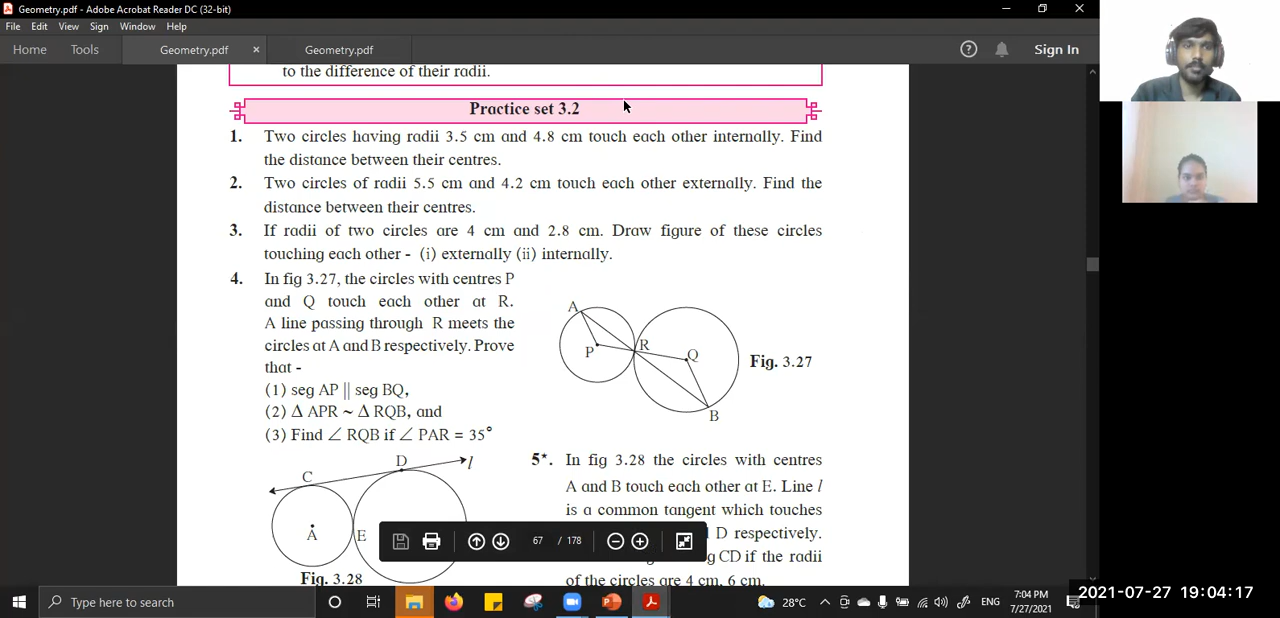 Geometry.pdf - Adobe Acrobat Reader DC (32-bit)
File Edit View Sign Window Help
Home Tools Geometry.pdf × Geometry.pdf Sign In
to the difference of their radii.
Practice set 3.2
1. Two circles having radii 3.5 cm and 4.8 cm touch each other internally. Find
the distance between their centres.
2. Two circles of radii 5.5 cm and 4.2 cm touch each other externally. Find the
distance between their centres.
3. If radii of two circles are 4 cm and 2.8 cm. Draw figure of these circles
touching each other - (i) externally (ii) internally.
4 In fig 3.27, the circles with centres P
and Q touch each other at R.
A line passing through R meets the
circles at A and B respectively. Prove
that -
(1) seg AP || seg BQ,
(2) Δ APR ~ Δ RQB, and
(3) Find ∠ RQB if ∠ PAR = 35°
A
P
R
Q
B
Fig. 3.27
C
D
l
A
E
Fig. 3.28
5*. In fig 3.28 the circles with centres
A and B touch each other at E. Line l
is a common tangent which touches
D respectively.
g CD if the radii
of the circles are 4 cm, 6 cm.
67 / 178
Type here to search
28°C
ENG
7:04 PM
7/27/2021
2021-07-27 19:04:17